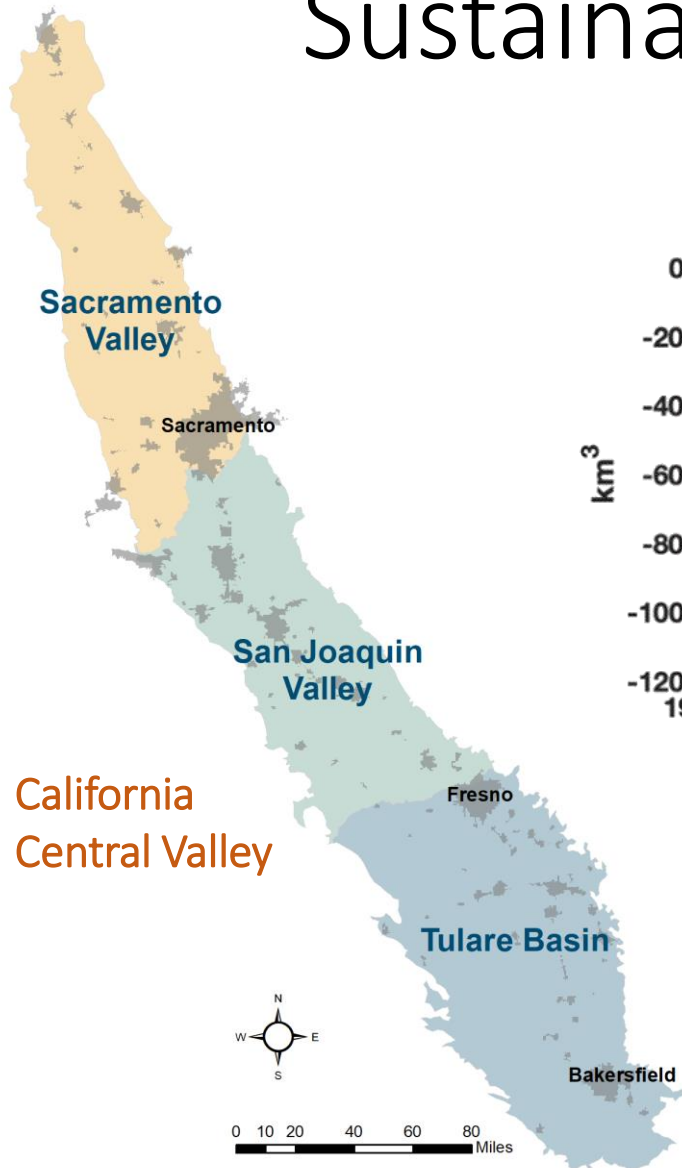 Sustaina
0
-20
-40
km³
-60
-80
-100
-120
19
Sacramento
Valley
Sacramento
San Joaquin
Valley
California
Central Valley
Fresno
Tulare Basin
N
W E
S
Bakersfield
0 10 20 40 60 80
Miles